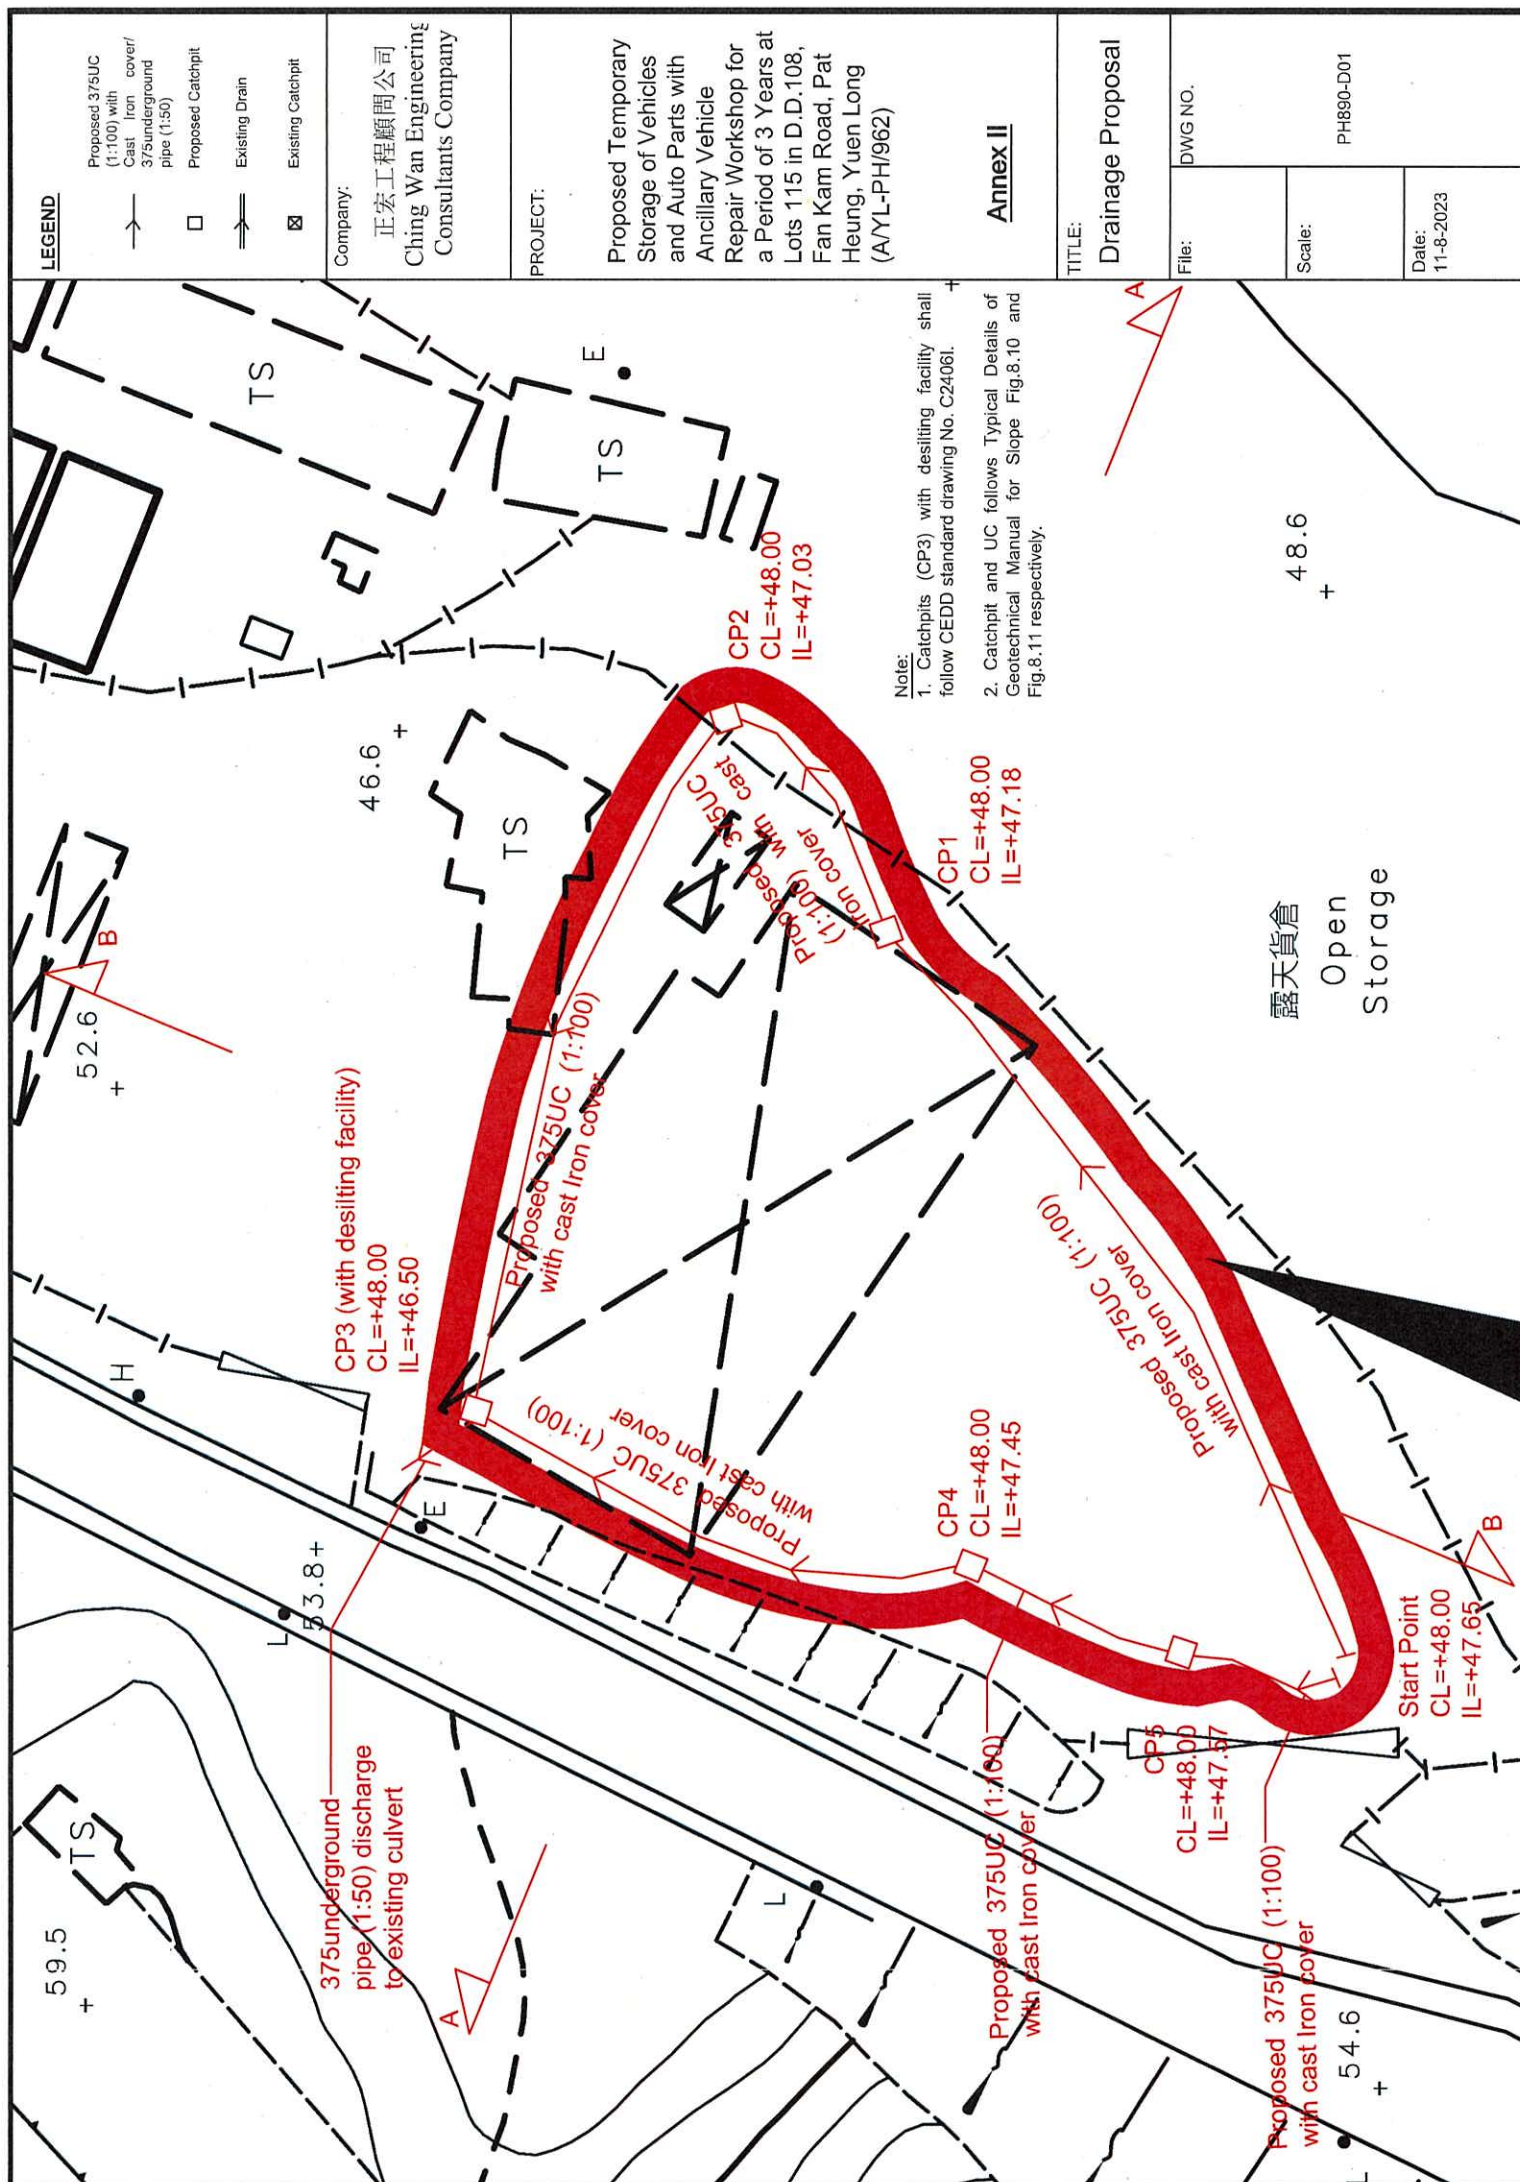 LEGEND
Proposed 375UC
(1:100) with
Cast Iron cover/
375underground
pipe (1:50)
Proposed Catchpit
Existing Drain
Existing Catchpit
Company:
正宏工程顧問公司
Ching Wan Engineering
Consultants Company
PROJECT:
Proposed Temporary
Storage of Vehicles
and Auto Parts with
Ancillary Vehicle
Repair Workshop for
a Period of 3 Years at
Lots 115 in D.D.108,
Fan Kam Road, Pat
Heung, Yuen Long
(A/YL-PH/962)
Annex II
TITLE:
Drainage Proposal
DWG NO.
PH890-D01
File:
Scale:
Date:
11-8-2023
TS
E
TS
46.6
TS
52.6
B
CP2
CL=+48.00
IL=+47.03
Note:
1. Catchpits (CP3) with desilting facility shall
follow CEDD standard drawing No. C2406I.
2. Catchpit and UC follows Typical Details of
Geotechnical Manual for Slope Fig.8.10 and
Fig.8.11 respectively.
A
48.6
Proposed 375UC
(1:100) with cast
Iron cover
CP1
CL=+48.00
IL=+47.18
露天貨倉
Open
Storage
CP3 (with desilting facility)
CL=+48.00
IL=+46.50
Proposed 375UC (1:100)
with cast Iron cover
H
Proposed 375UC (1:100)
with cast Iron cover
Proposed 375UC (1:100)
with cast Iron cover
CP4
CL=+48.00
IL=+47.45
E
53.8
L
B
Start Point
CL=+48.00
IL=+47.65
CP5
CL=+48.00
IL=+47.57
TS
59.5
375underground
pipe (1:50) discharge
to existing culvert
A
L
Proposed 375UC (1:100)
with cast Iron cover
Proposed 375UC (1:100)
with cast Iron cover
54.6
L